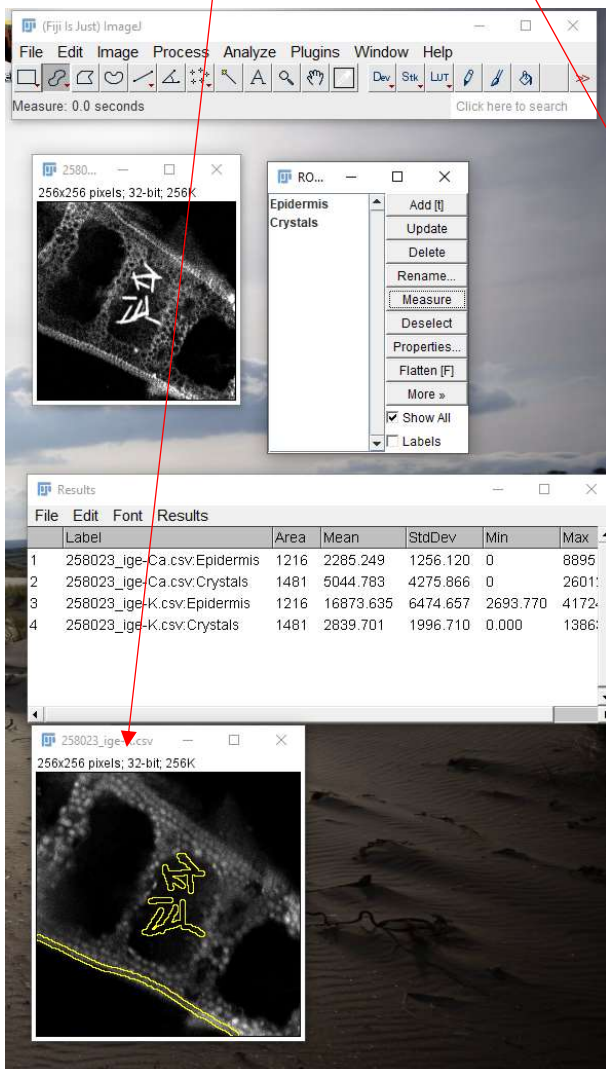 (Fiji Is Just) ImageJ
File Edit Image Process Analyze Plugins Window Help
A Dev Stk LUT >>
Measure: 0.0 seconds Click here to search
2580...
256x256 pixels; 32-bit; 256K
RO...
Epidermis
Crystals
Add [t]
Update
Delete
Rename...
Measure
Deselect
Properties...
Flatten [F]
More »
Show All
Labels
Results
File Edit Font Results
Label Area Mean StdDev Min Max
1 258023_ige-Ca.csv:Epidermis 1216 2285.249 1256.120 0 8895
2 258023_ige-Ca.csv:Crystals 1481 5044.783 4275.866 0
3 258023_ige-K.csv:Epidermis 1216 16873.635 6474.657 2693.770
4 258023_ige-K.csv:Crystals 1481 2839.701 1996.710 0.000
258023_ige-K.csv
256x256 pixels; 32-bit; 256K